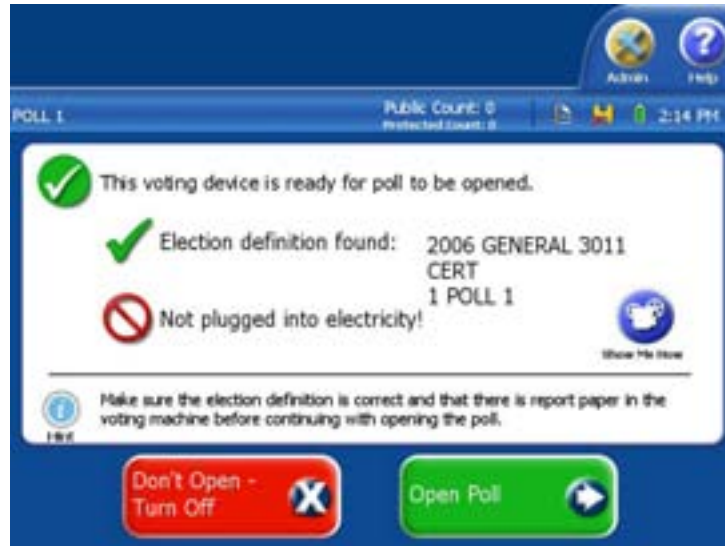 Admin Help
POLL 1 Public Count: 0 2:14 PM
Protected Count: 0
This voting device is ready for poll to be opened.
Election definition found: 2006 GENERAL 3011
CERT
1 POLL 1
Not plugged into electricity!
Show Me How
Make sure the election definition is correct and that there is report paper in the
Hint voting machine before continuing with opening the poll.
Don't Open -
Turn Off
Open Poll